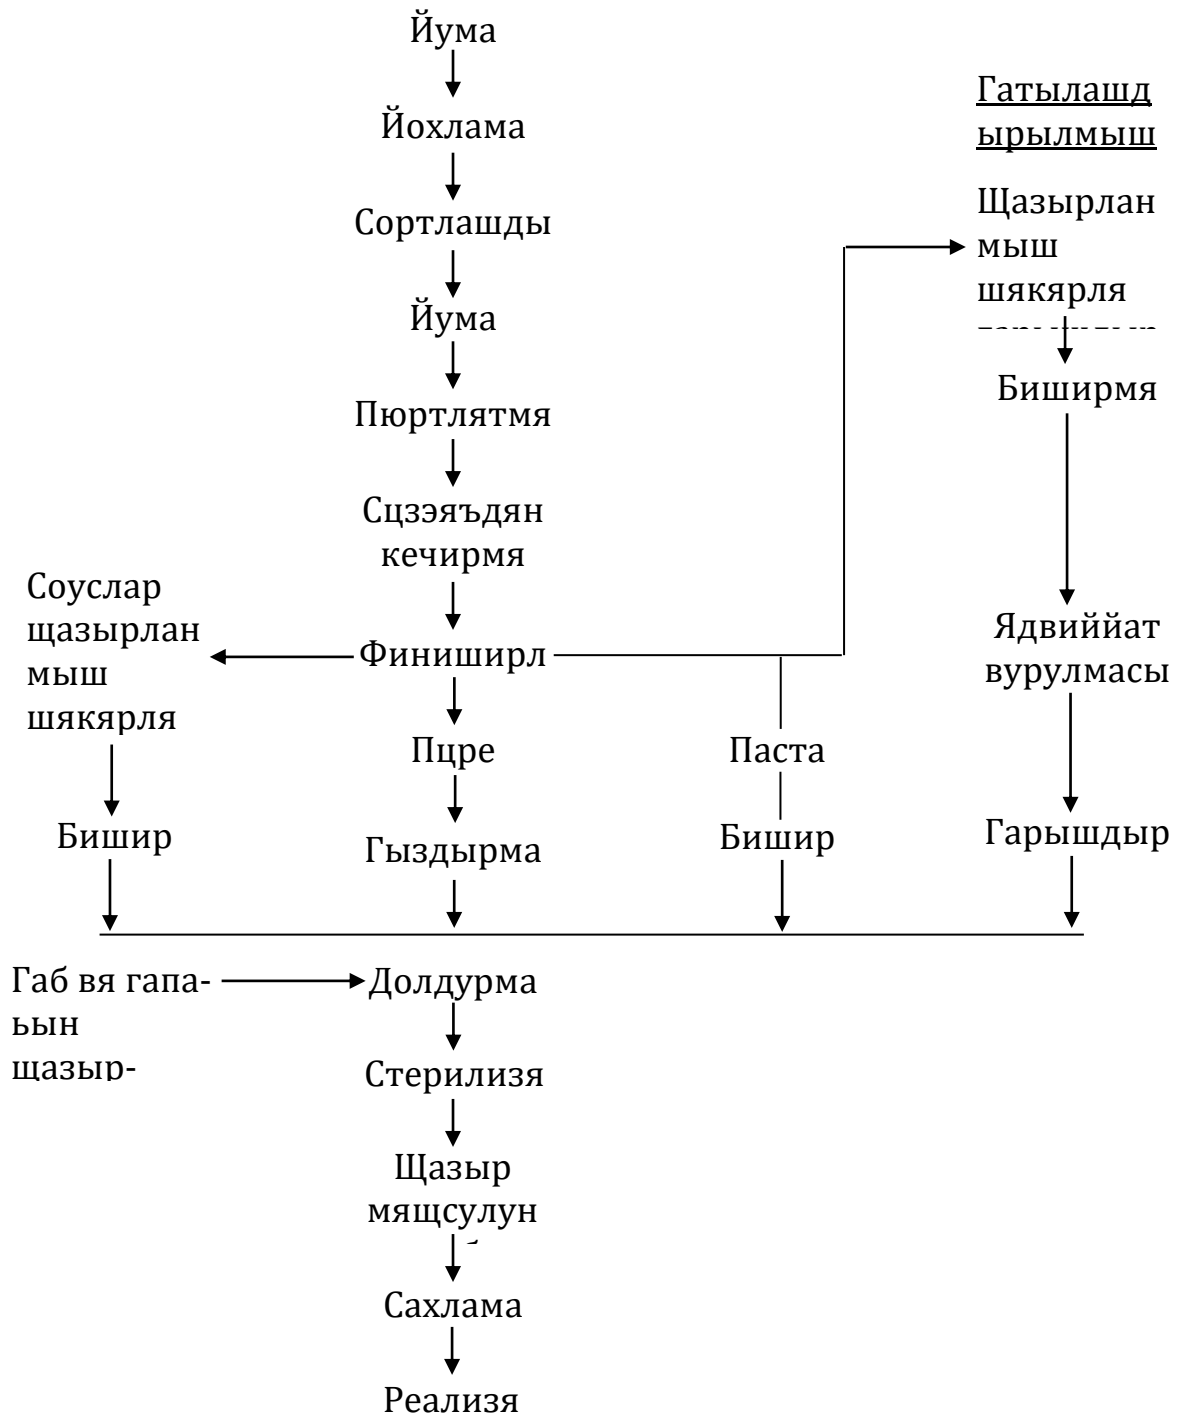 Йума
Йохлама
Сортлашды
Йума
Пюртлятмя
Сцзэяъдян
кечирмя
Финиширл
Пцре
Гыздырма
Соуслар
щазырлан
мыш
шякярля
Бишир
Паста
Бишир
Гатылашд
ырылмыш
Щазырлан
мыш
шякярля
Биширмя
Ядвиййат
вурулмасы
Гарышдыр
Габ вя гапа-
ьын
щазыр-
Долдурма
Стерилизя
Щазыр
мящсулун
Сахлама
Реализя